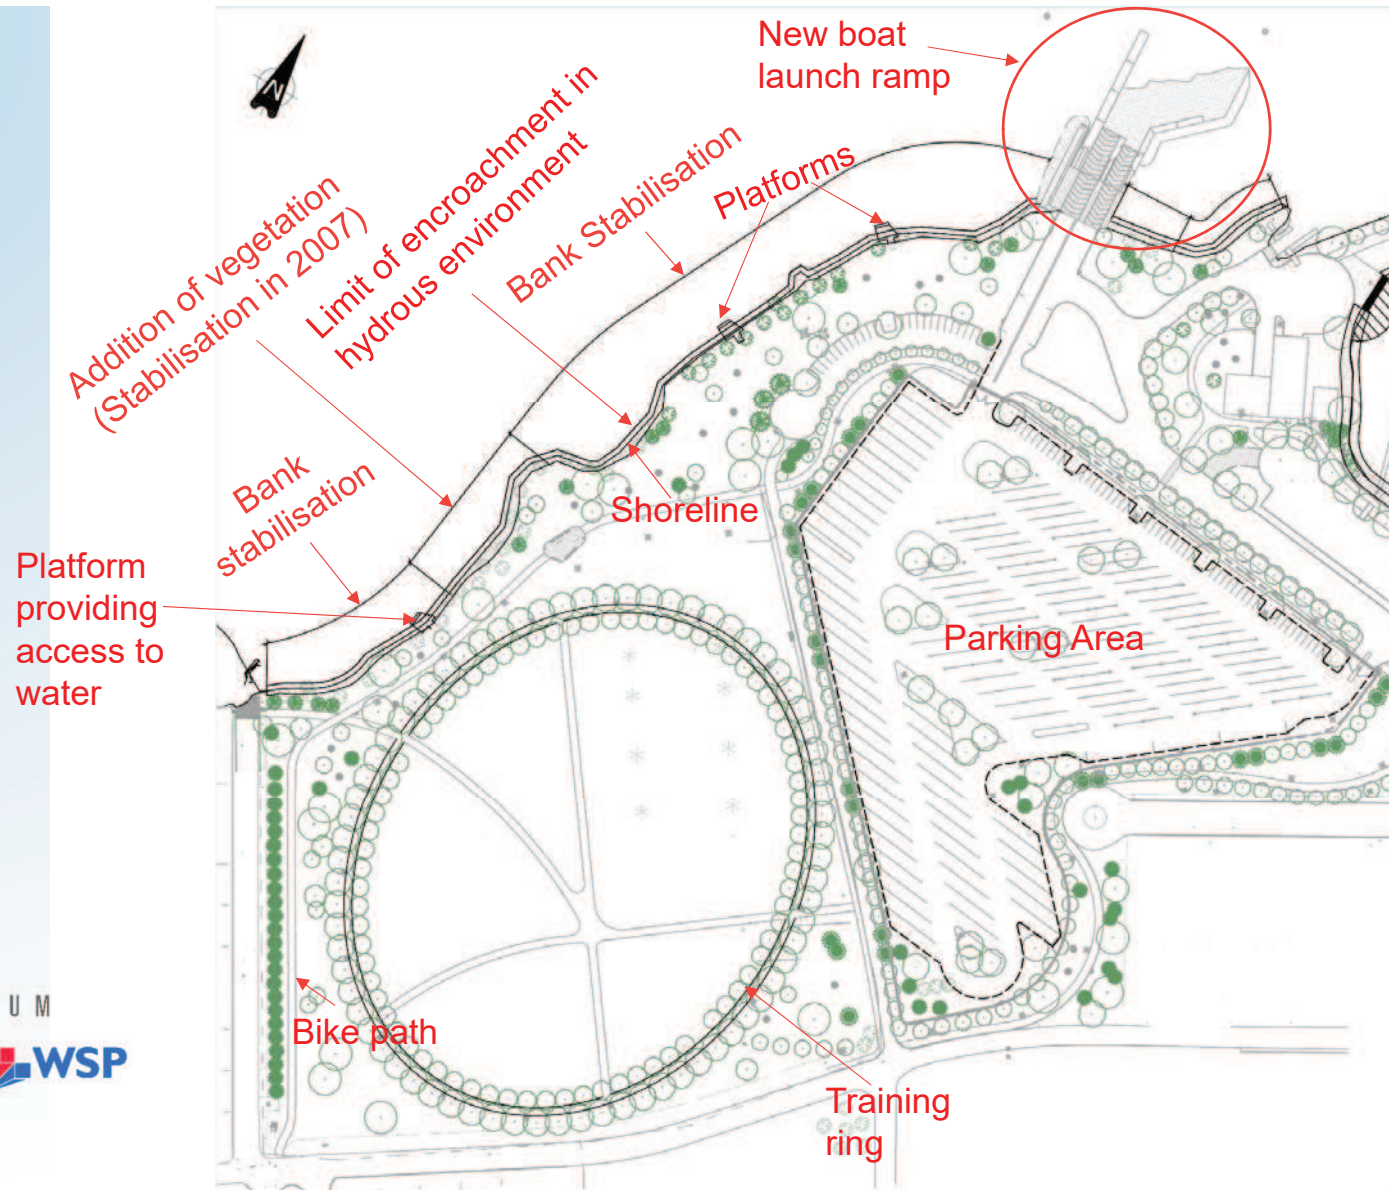 New boat
launch ramp
N
Addition of vegetation
(Stabilisation in 2007)
Limit of encroachment in
hydrous environment
Bank Stabilisation
Platforms
Bank
stabilisation
Shoreline
Platform
providing
access to
water
Parking Area
Bike path
Training
ring
U M
WSP